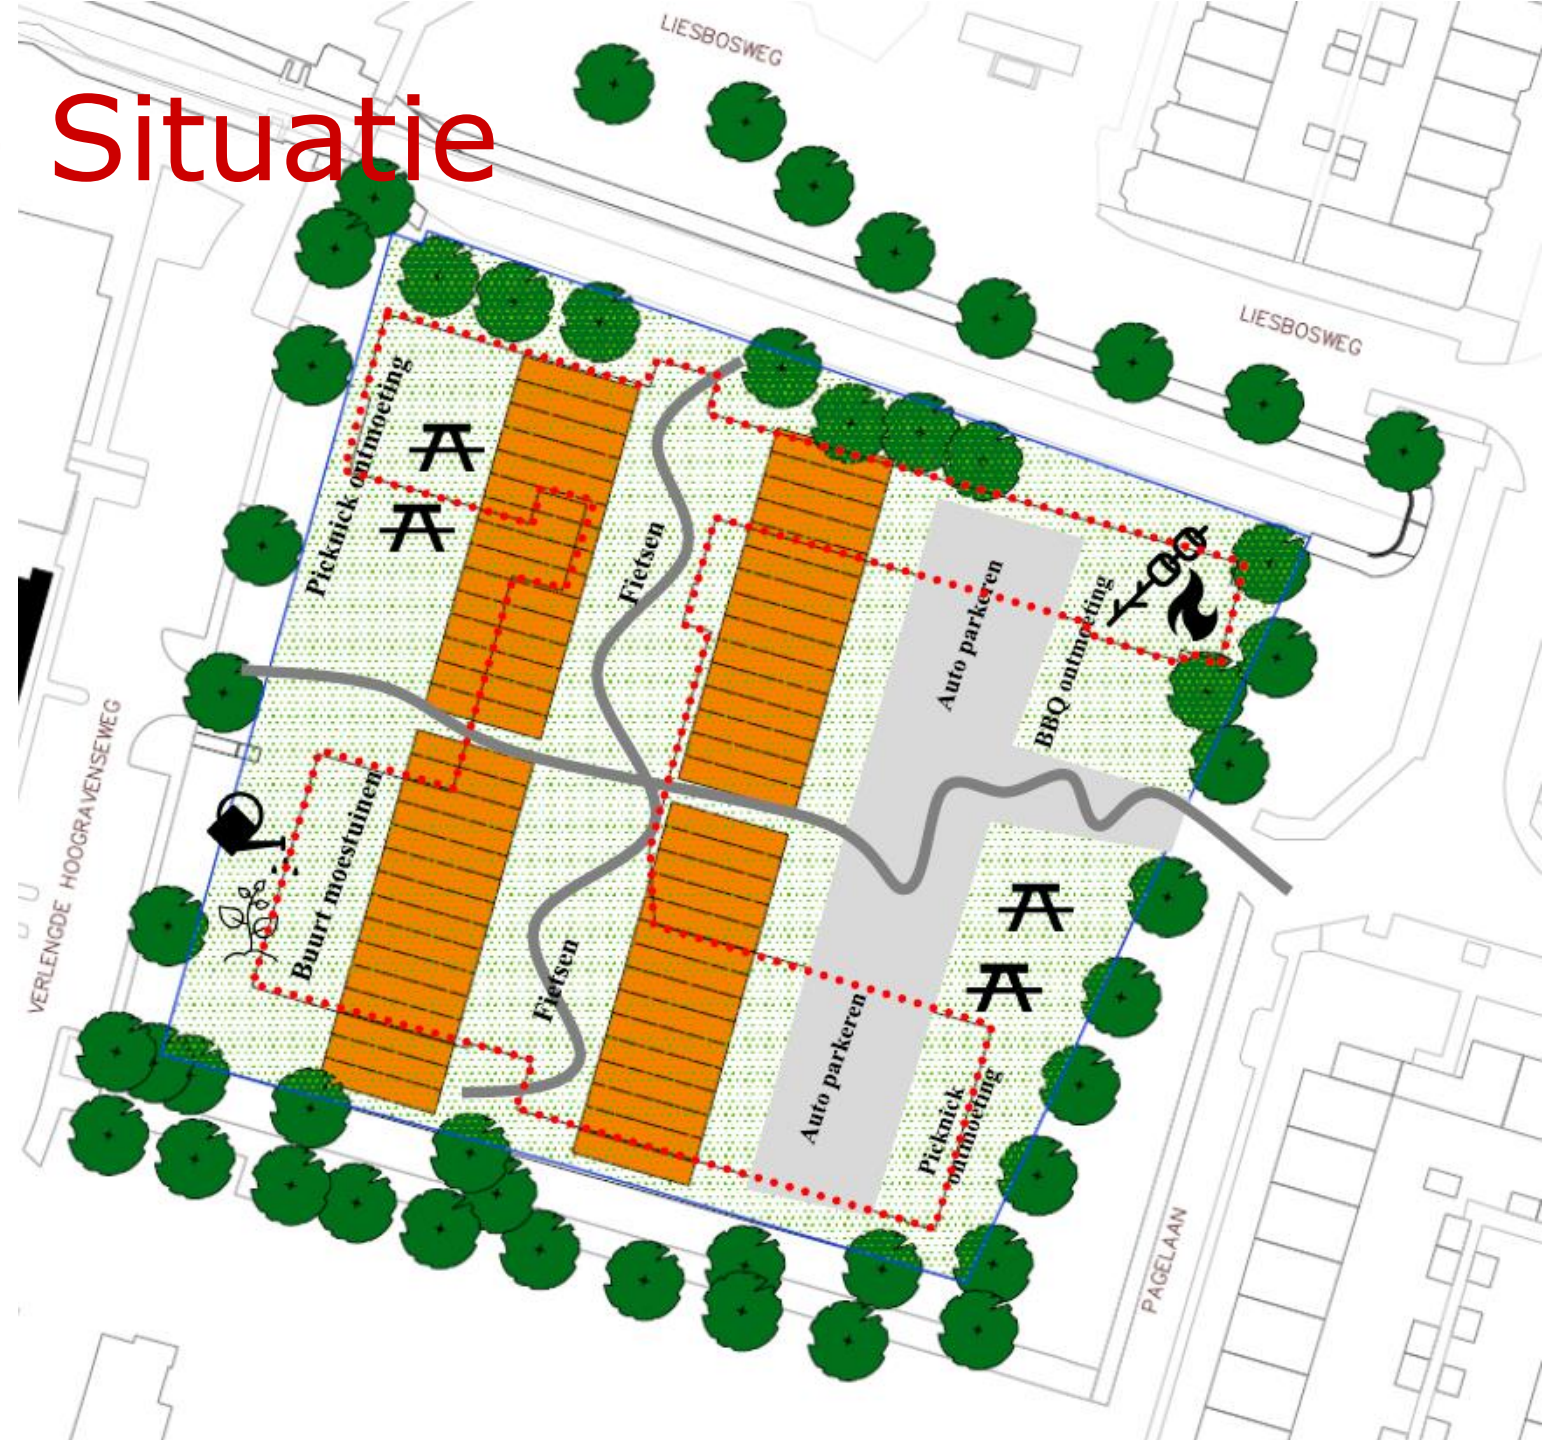 LIESBOSWEG
Situatie
LIESBOSWEG
Picknick ontmoeting
Fietsen
Auto parkeren
BBQ ontmoeting
VERLENGDE HOOGRAVENSEWEG
Buurt moestuinen
Fietsen
Auto parkeren
Picknick
ontmoeting
PAGELAAN